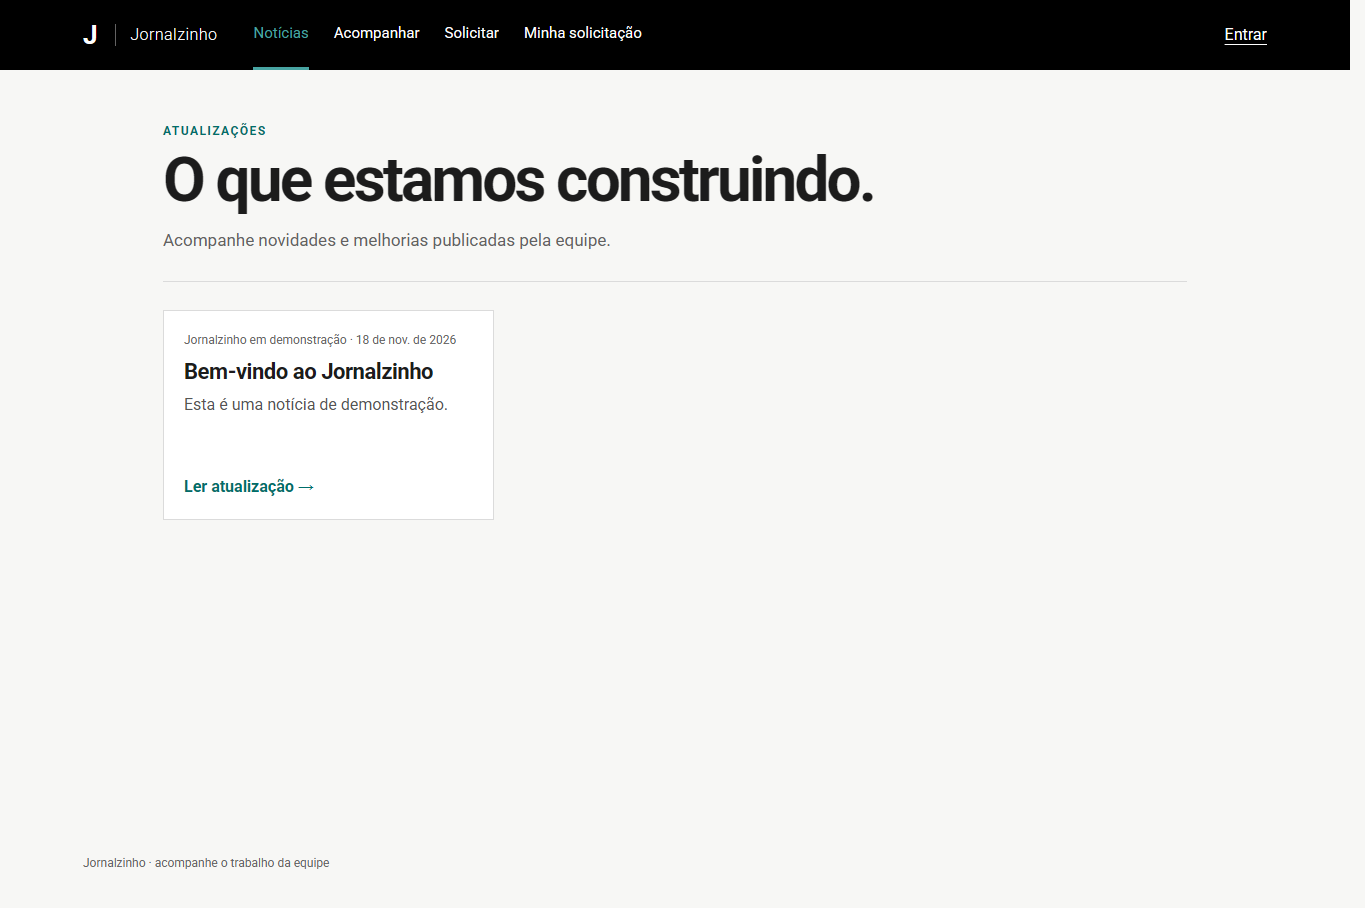 J | Jornalzinho Notícias Acompanhar Solicitar Minha solicitação Entrar
ATUALIZAÇÕES
O que estamos construindo.
Acompanhe novidades e melhorias publicadas pela equipe.
Jornalzinho em demonstração · 18 de nov. de 2026
Bem-vindo ao Jornalzinho
Esta é uma notícia de demonstração.
Ler atualização →
Jornalzinho · acompanhe o trabalho da equipe